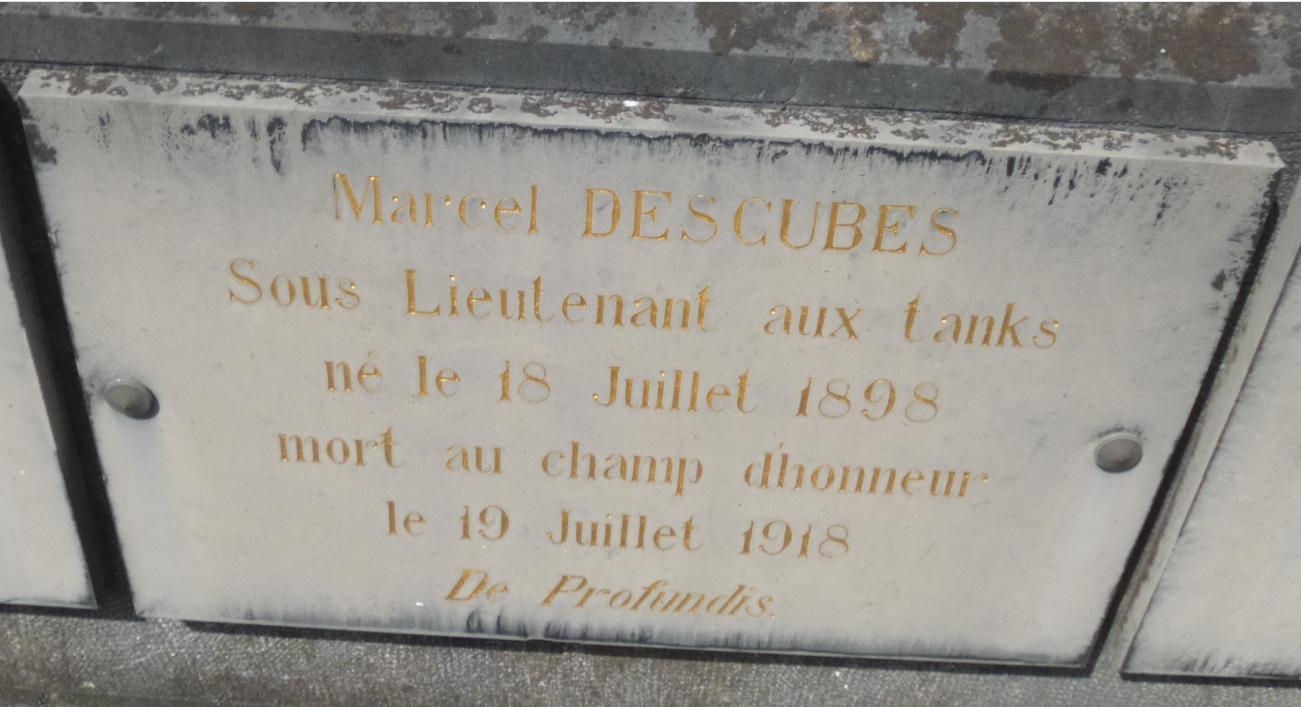 Marcel DESCUBES
Sous Lieutenant aux tanks
né le 18 Juillet 1898
mort au champ d'honneur
le 19 Juillet 1918
De Profundis.